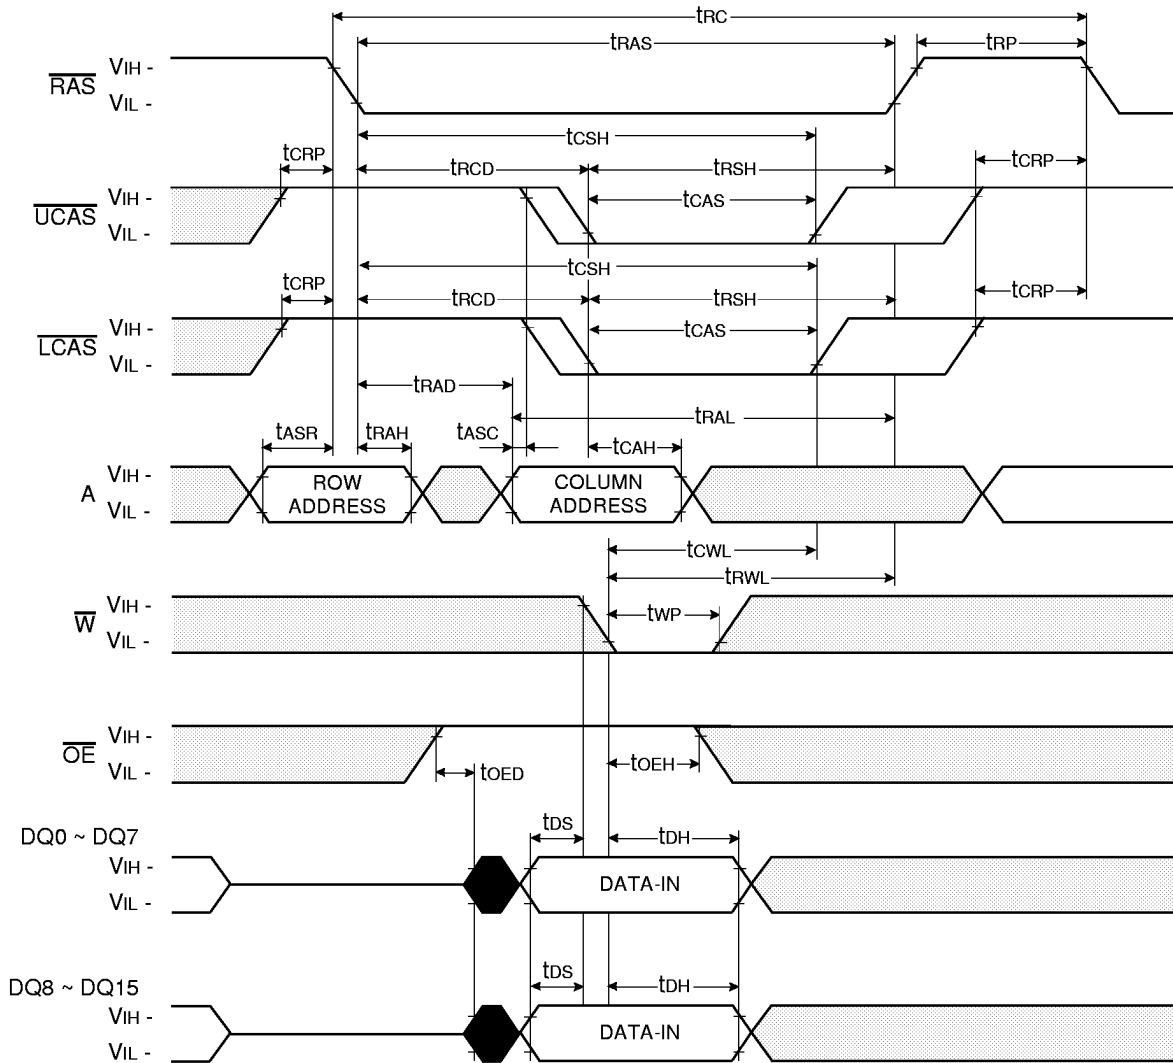 tRC
tRAS
tRP
RAS
VIH -
VIL -
tCSH
tCRP
tRCD
tRSH
tCRP
UCAS
VIH -
VIL -
tCAS
tCSH
tCRP
tRCD
tRSH
tCRP
LCAS
VIH -
VIL -
tCAS
tRAD
tRAL
tASR
tRAH
tASC
tCAH
A
VIH -
VIL -
ROW
ADDRESS
COLUMN
ADDRESS
tCWL
tRWL
W
VIH -
VIL -
tWP
OE
VIH -
VIL -
tOED
tOEH
DQ0 ~ DQ7
VIH -
VIL -
tDS
tDH
DATA-IN
DQ8 ~ DQ15
VIH -
VIL -
tDS
tDH
DATA-IN